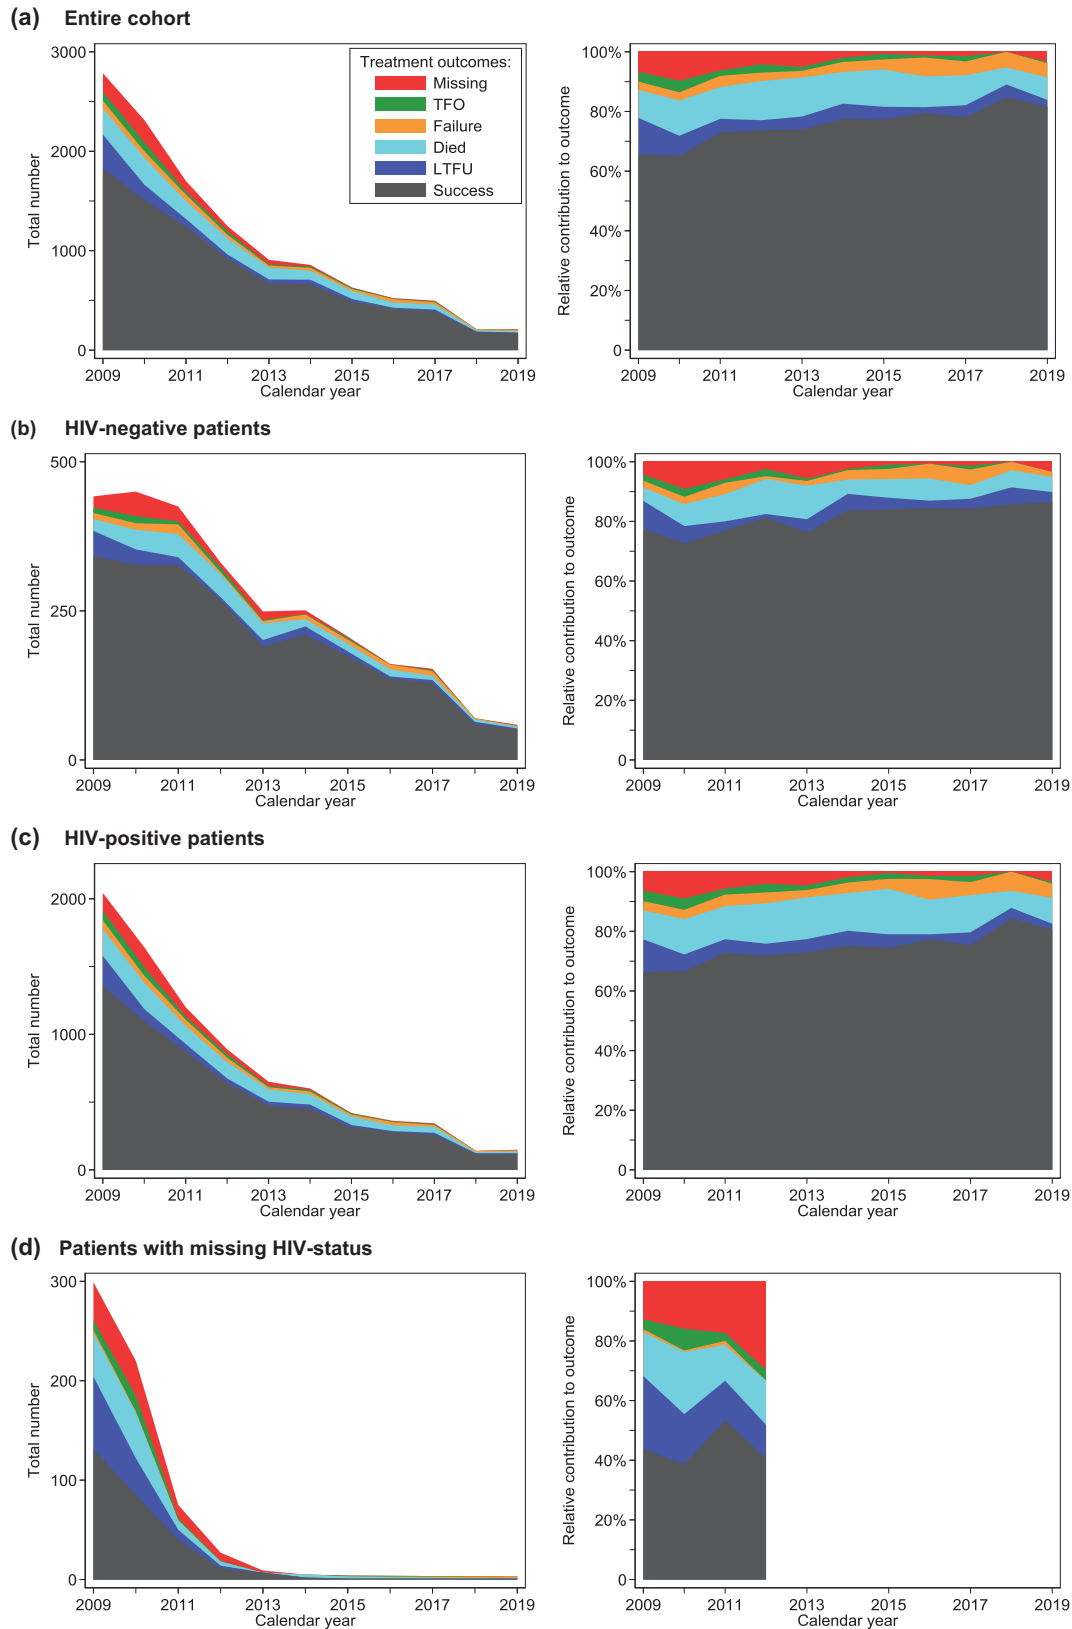 (a) Entire cohort
3000
2000
1000
0
Total number
2009 2011 2013 2015 2017 2019
Calendar year
Treatment outcomes:
Missing
TFO
Failure
Died
LTFU
Success
100%
80%
60%
40%
20%
0
Relative contribution to outcome
2009 2011 2013 2015 2017 2019
Calendar year
(b) HIV-negative patients
500
250
0
Total number
2009 2011 2013 2015 2017 2019
Calendar year
100%
80%
60%
40%
20%
0
Relative contribution to outcome
2009 2011 2013 2015 2017 2019
Calendar year
(c) HIV-positive patients
2000
1000
0
Total number
2009 2011 2013 2015 2017 2019
Calendar year
100%
80%
60%
40%
20%
0
Relative contribution to outcome
2009 2011 2013 2015 2017 2019
Calendar year
(d) Patients with missing HIV-status
300
200
100
0
Total number
2009 2011 2013 2015 2017 2019
Calendar year
100%
80%
60%
40%
20%
0
Relative contribution to outcome
2009 2011 2013 2015 2017 2019
Calendar year